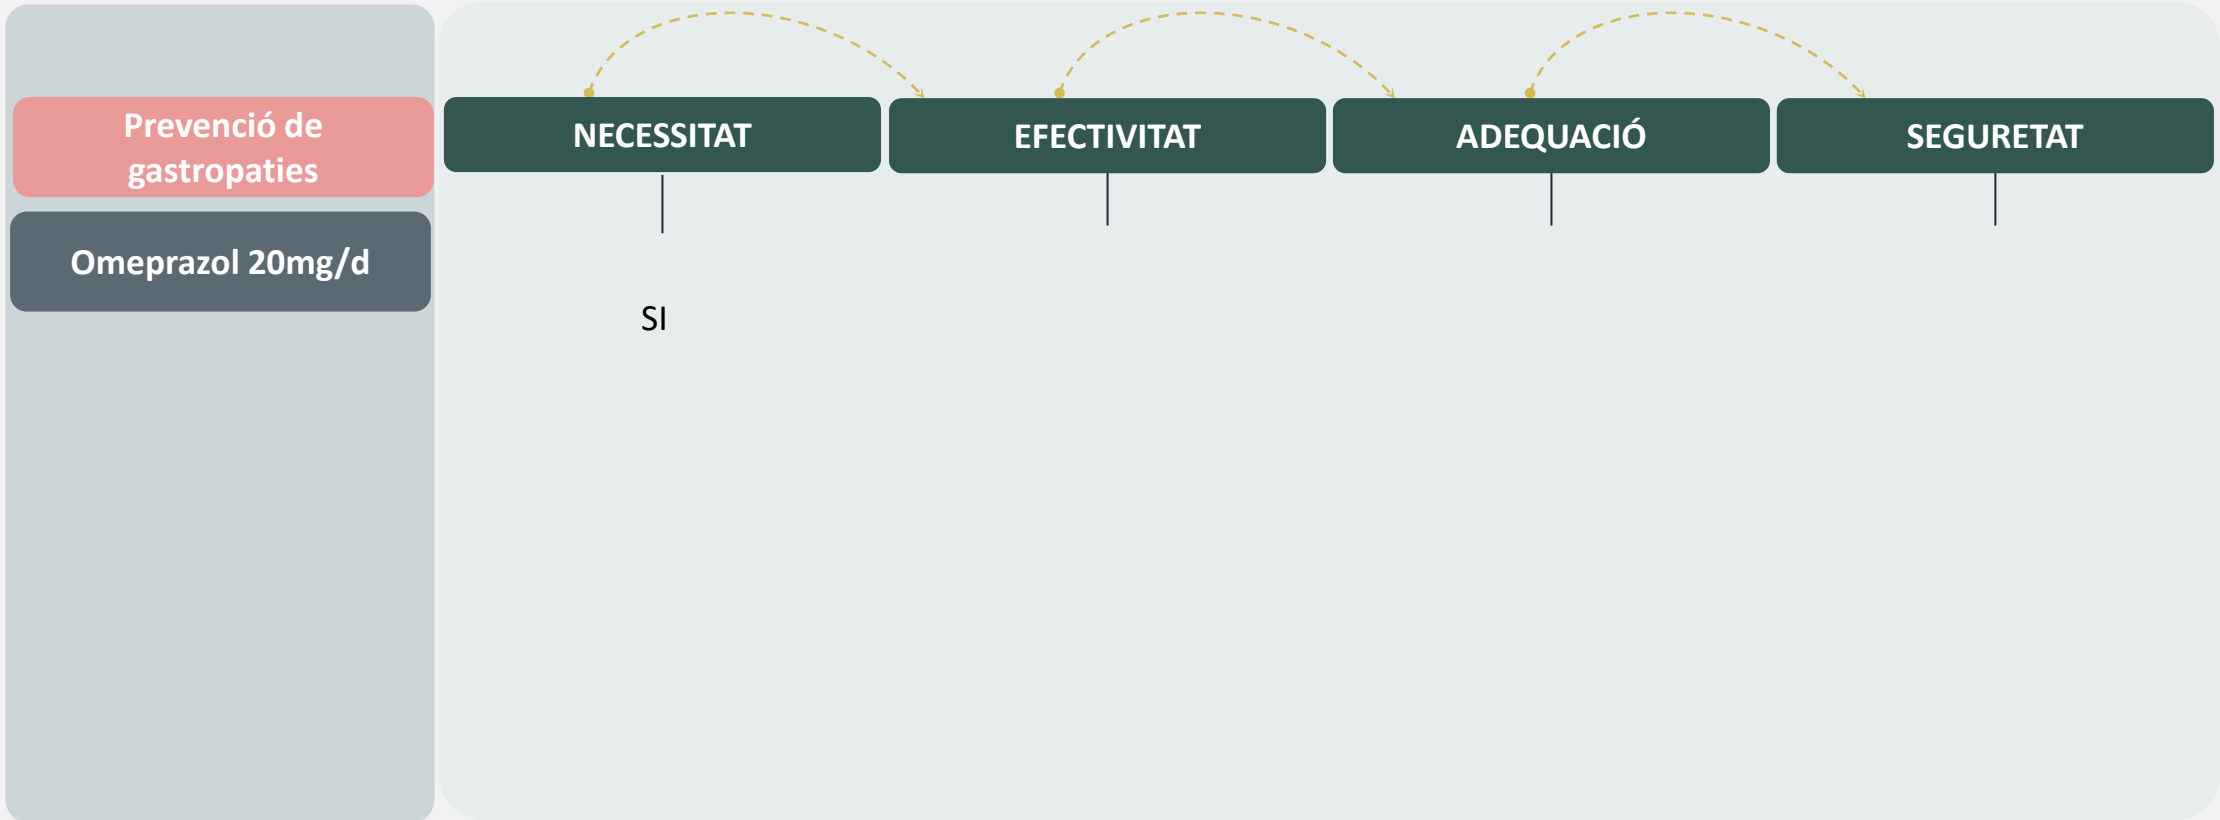 Prevenció de
gastropaties
NECESSITAT
EFECTIVITAT
ADEQUACIÓ
SEGURETAT
Omeprazol 20mg/d
SI